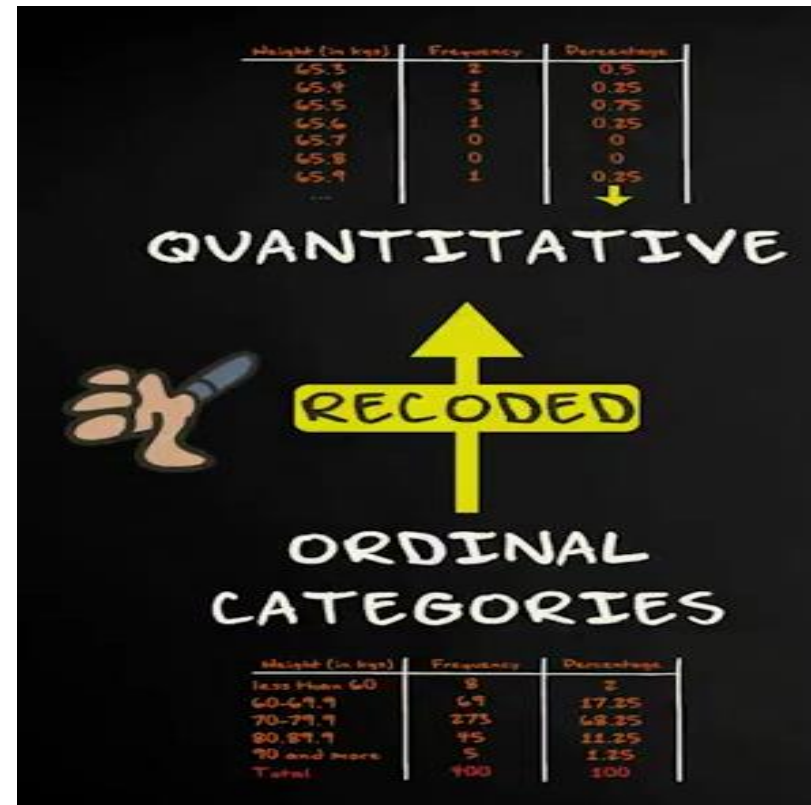 Weight (in kgs) Frequency Percentage
65.3 2 0.5
65.4 1 0.25
65.5 3 0.75
65.6 1 0.25
65.7 0 0
65.8 0 0
65.9 1 0.25
...
QUANTITATIVE
RECODED
ORDINAL
CATEGORIES
Weight (in kgs) Frequency Percentage
less than 60 8 2
60-69.9 69 17.25
70-79.9 273 68.25
80.89.9 45 11.25
90 and more 5 1.25
Total 400 100